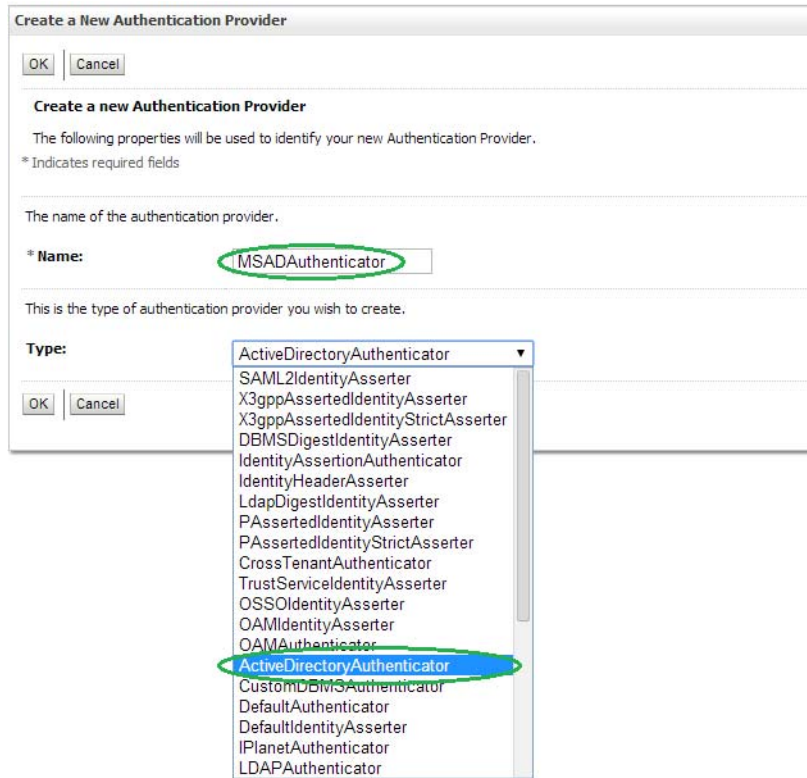 Create a New Authentication Provider
OK Cancel
Create a new Authentication Provider
The following properties will be used to identify your new Authentication Provider.
* Indicates required fields
The name of the authentication provider.
* Name: MSADAuthenticator
This is the type of authentication provider you wish to create.
Type: ActiveDirectoryAuthenticator
SAML2IdentityAsserter
X3gppAssertedIdentityAsserter
OK Cancel
X3gppAssertedIdentityStrictAsserter
DBMSDigestIdentityAsserter
IdentityAssertionAuthenticator
IdentityHeaderAsserter
LdapDigestIdentityAsserter
PAssertedIdentityAsserter
PAssertedIdentityStrictAsserter
CrossTenantAuthenticator
TrustServiceIdentityAsserter
OSSOIdentityAsserter
OAMIdentityAsserter
OAMAuthenticator
ActiveDirectoryAuthenticator
CustomDBMSAuthenticator
DefaultAuthenticator
DefaultIdentityAsserter
IPlanetAuthenticator
LDAPAuthenticator